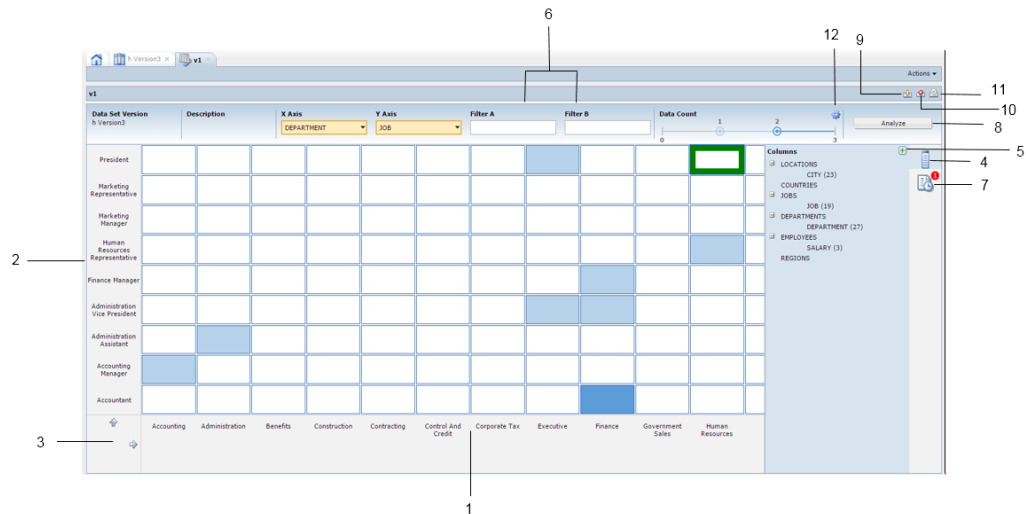 6
12
9
h Version3 ×
v1
Actions
v1
11
10
Data Set Version
h Version3
Description
X Axis
DEPARTMENT
Y Axis
JOB
Filter A
Filter B
Data Count
0
1
2
3
Analyze
8
President
Marketing
Representative
Marketing
Manager
Human
Resources
Representative
Finance Manager
Administration
Vice President
Administration
Assistant
Accounting
Manager
Accountant
2
3
Accounting
Administration
Benefits
Construction
Contracting
Control And
Credit
Corporate Tax
Executive
Finance
Government
Sales
Human
Resources
1
Columns
LOCATIONS
CITY (23)
COUNTRIES
JOBS
JOB (19)
DEPARTMENTS
DEPARTMENT (27)
EMPLOYEES
SALARY (3)
REGIONS
5
4
1
7